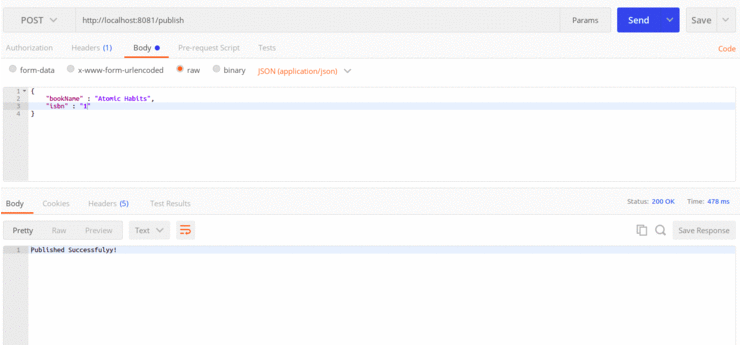 POST http://localhost:8081/publish Params Send Save
Authorization Headers (1) Body Pre-request Script Tests Code
form-data x-www-form-urlencoded raw binary JSON (application/json)
1 {
2 "bookName" : "Atomic Habits",
3 "isbn" : "1"
4 }
Body Cookies Headers (5) Test Results Status: 200 OK Time: 478 ms
Pretty Raw Preview Text Save Response
1 Published Successfulyy!